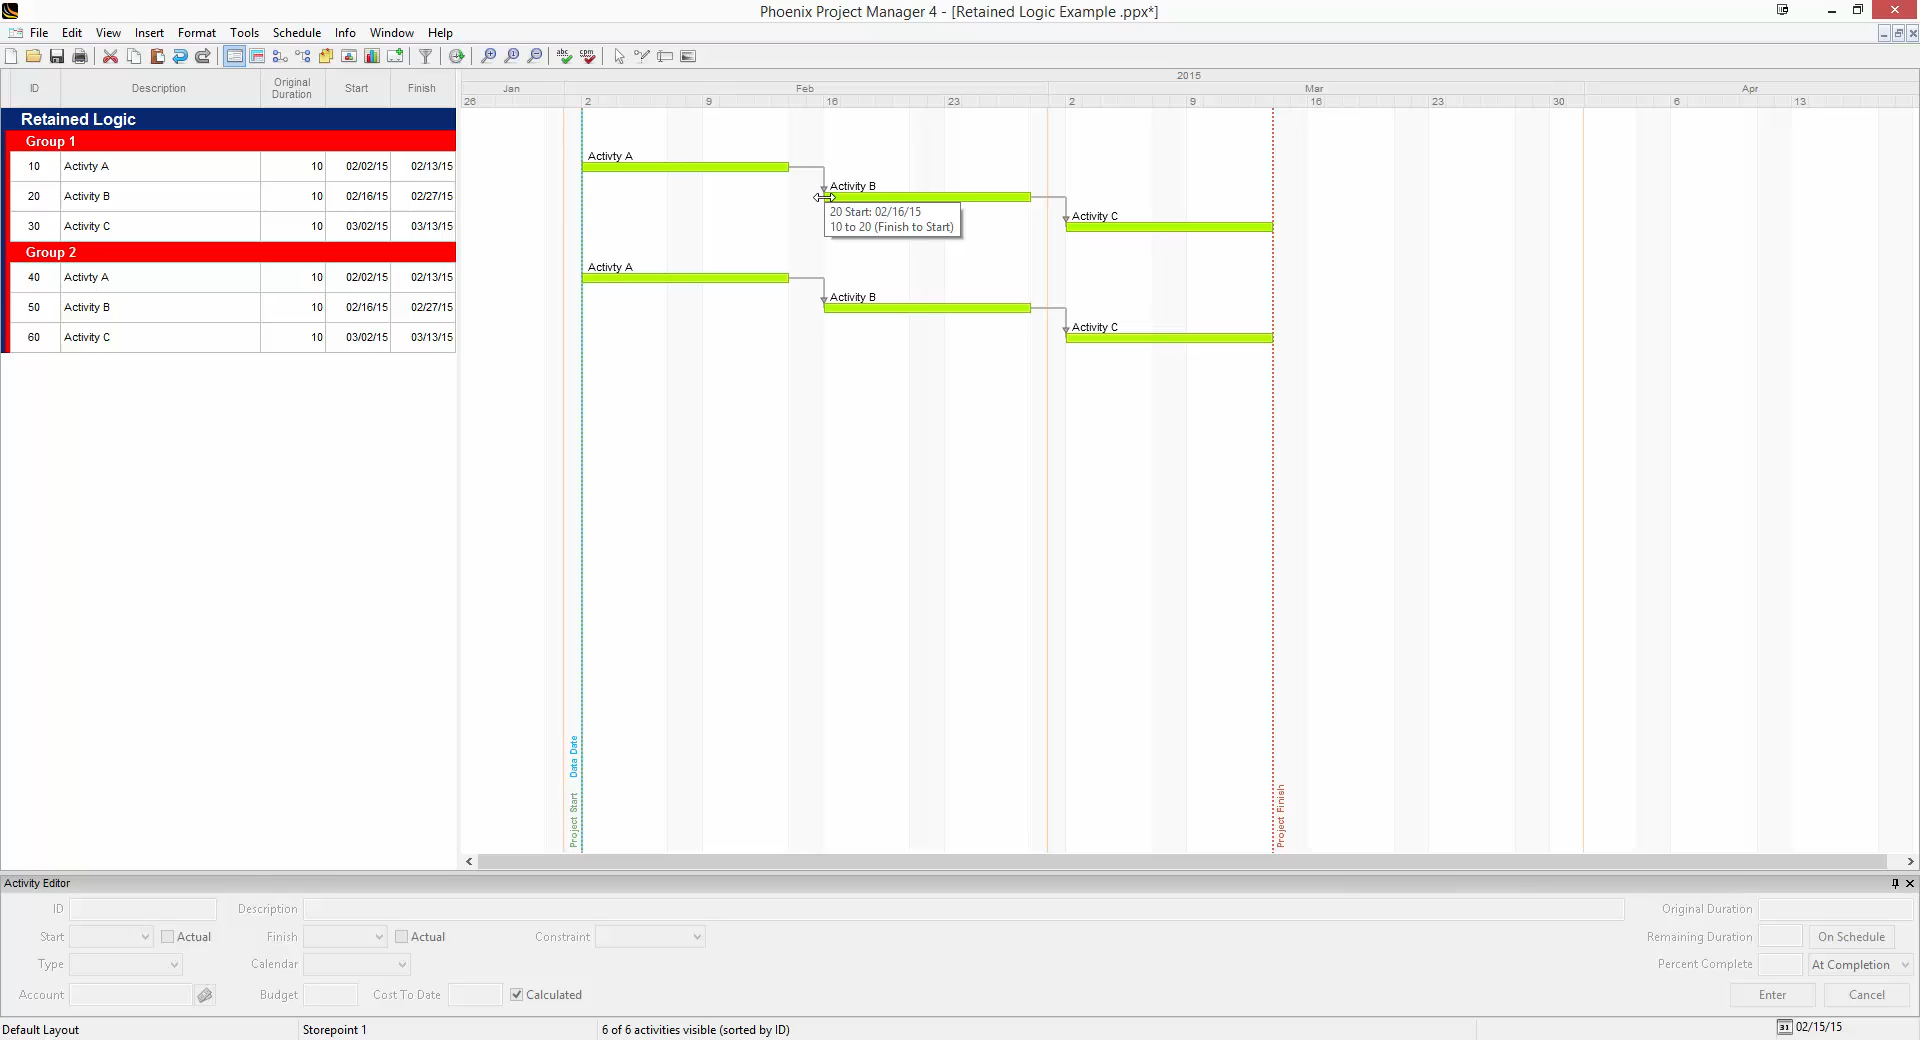 Phoenix Project Manager 4 - [Retained Logic Example .ppx*]
File Edit View Insert Format Tools Schedule Info Window Help
abc cpm
ID Description Original Duration Start Finish
2015
Jan Feb Mar Apr
26 2 9 16 23 2 9 16 23 30 6 13
Retained Logic
Group 1
10 Activty A 10 02/02/15 02/13/15
20 Activity B 10 02/16/15 02/27/15
30 Activity C 10 03/02/15 03/13/15
Group 2
40 Activty A 10 02/02/15 02/13/15
50 Activity B 10 02/16/15 02/27/15
60 Activity C 10 03/02/15 03/13/15
Activty A
Activity B
20 Start: 02/16/15
10 to 20 (Finish to Start)
Activity C
Activty A
Activity B
Activity C
Project Start Data Date
Project Finish
Activity Editor
ID Description Original Duration
Start Actual Finish Actual Constraint Remaining Duration On Schedule
Type Calendar Percent Complete At Completion
Account Budget Cost To Date Calculated Enter Cancel
Default Layout Storepoint 1 6 of 6 activities visible (sorted by ID) 31 02/15/15